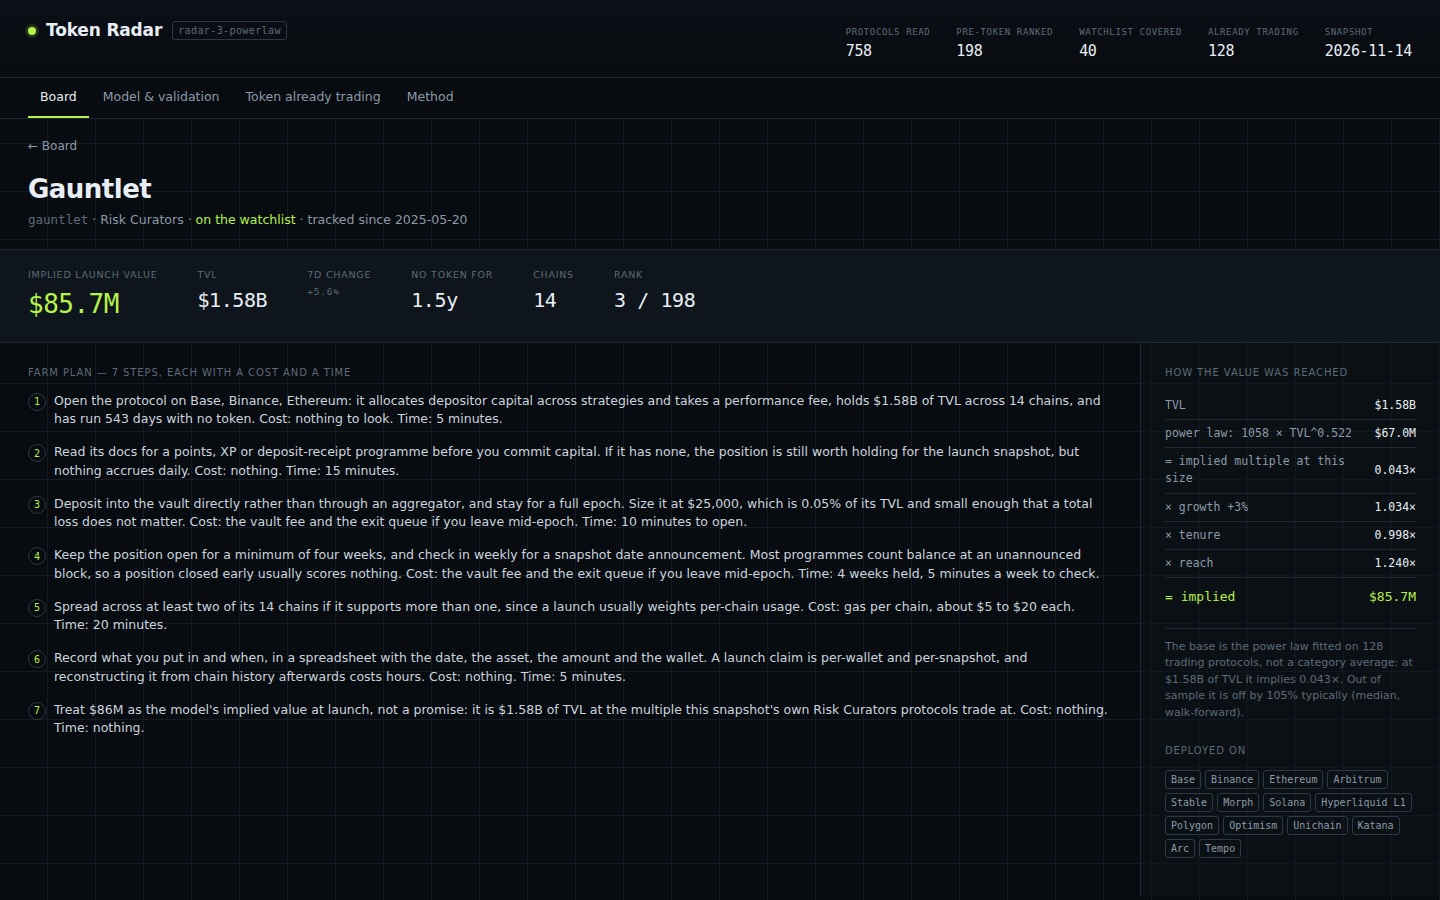 Token Radar
radar-3-powerlaw
PROTOCOLS READ
758
PRE-TOKEN RANKED
198
WATCHLIST COVERED
40
ALREADY TRADING
128
SNAPSHOT
2026-11-14
Board
Model & validation
Token already trading
Method
← Board
Gauntlet
gauntlet · Risk Curators · on the watchlist · tracked since 2025-05-20
IMPLIED LAUNCH VALUE
$85.7M
TVL
$1.58B
7D CHANGE
+5.6%
NO TOKEN FOR
1.5y
CHAINS
14
RANK
3 / 198
FARM PLAN — 7 STEPS, EACH WITH A COST AND A TIME
1 Open the protocol on Base, Binance, Ethereum: it allocates depositor capital across strategies and takes a performance fee, holds $1.58B of TVL across 14 chains, and
has run 543 days with no token. Cost: nothing to look. Time: 5 minutes.
2 Read its docs for a points, XP or deposit-receipt programme before you commit capital. If it has none, the position is still worth holding for the launch snapshot, but
nothing accrues daily. Cost: nothing. Time: 15 minutes.
3 Deposit into the vault directly rather than through an aggregator, and stay for a full epoch. Size it at $25,000, which is 0.05% of its TVL and small enough that a total
loss does not matter. Cost: the vault fee and the exit queue if you leave mid-epoch. Time: 10 minutes to open.
4 Keep the position open for a minimum of four weeks, and check in weekly for a snapshot date announcement. Most programmes count balance at an unannounced
block, so a position closed early usually scores nothing. Cost: the vault fee and the exit queue if you leave mid-epoch. Time: 4 weeks held, 5 minutes a week to check.
5 Spread across at least two of its 14 chains if it supports more than one, since a launch usually weights per-chain usage. Cost: gas per chain, about $5 to $20 each.
Time: 20 minutes.
6 Record what you put in and when, in a spreadsheet with the date, the asset, the amount and the wallet. A launch claim is per-wallet and per-snapshot, and
reconstructing it from chain history afterwards costs hours. Cost: nothing. Time: 5 minutes.
7 Treat $86M as the model's implied value at launch, not a promise: it is $1.58B of TVL at the multiple this snapshot's own Risk Curators protocols trade at. Cost: nothing.
Time: nothing.
HOW THE VALUE WAS REACHED
TVL $1.58B
power law: 1058 × TVL^0.522 $67.0M
= implied multiple at this
size 0.043×
× growth +3% 1.034×
× tenure 0.998×
× reach 1.240×
= implied $85.7M
The base is the power law fitted on 128
trading protocols, not a category average: at
$1.58B of TVL it implies 0.043×. Out of
sample it is off by 105% typically (median,
walk-forward).
DEPLOYED ON
Base Binance Ethereum Arbitrum
Stable Morph Solana Hyperliquid L1
Polygon Optimism Unichain Katana
Arc Tempo